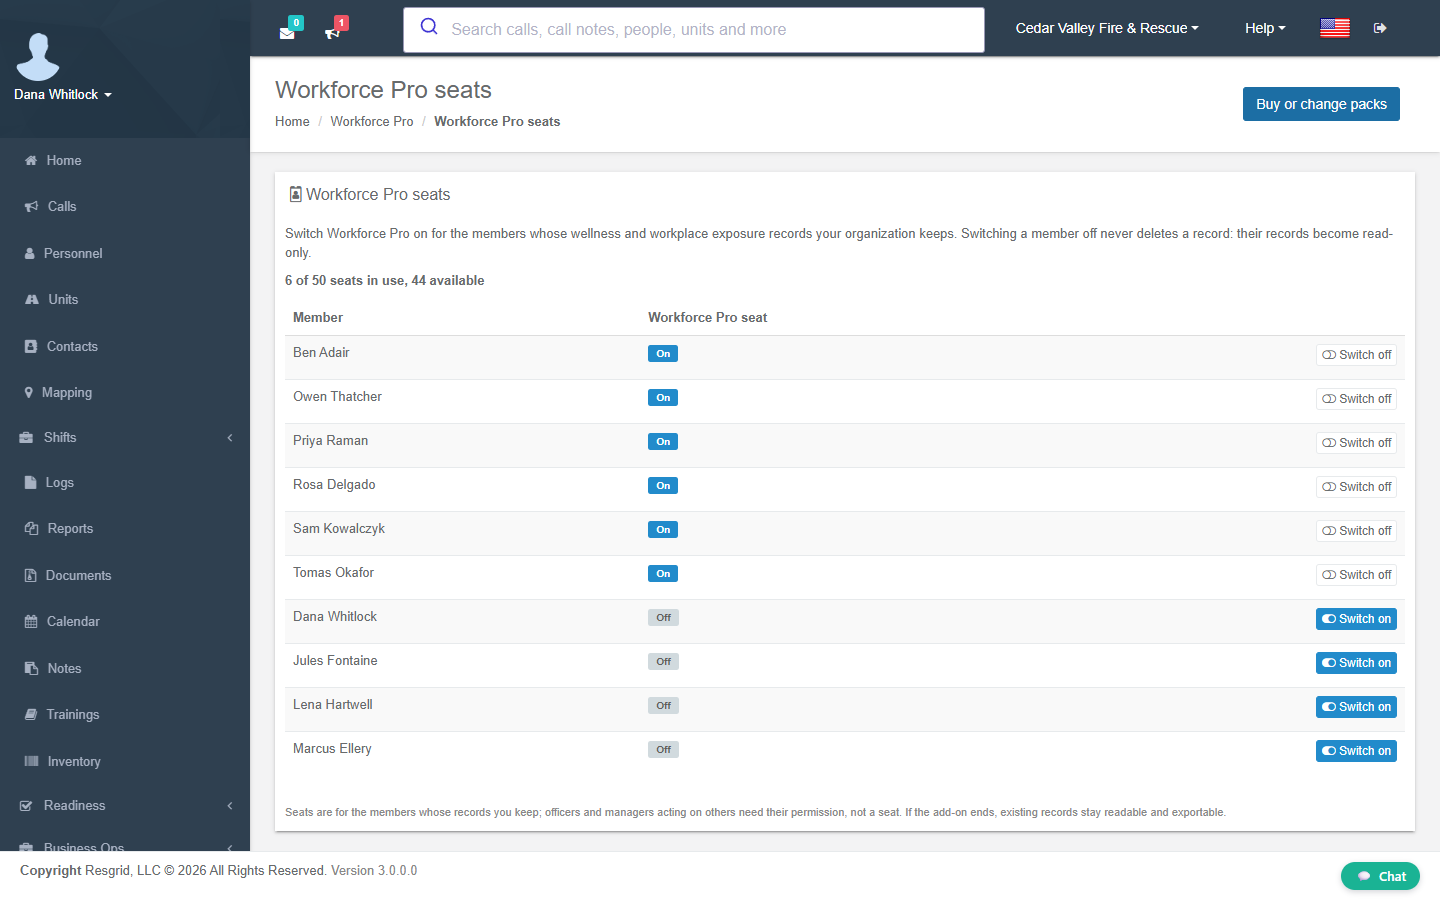 0
1
Search calls, call notes, people, units and more
Cedar Valley Fire & Rescue
Help
Dana Whitlock
Home
Calls
Personnel
Units
Contacts
Mapping
Shifts
Logs
Reports
Documents
Calendar
Notes
Trainings
Inventory
Readiness
Business Ops
Workforce Pro seats
Home / Workforce Pro / Workforce Pro seats
Buy or change packs
Workforce Pro seats
Switch Workforce Pro on for the members whose wellness and workplace exposure records your organization keeps. Switching a member off never deletes a record: their records become read-
only.
6 of 50 seats in use, 44 available
Member Workforce Pro seat
Ben Adair On Switch off
Owen Thatcher On Switch off
Priya Raman On Switch off
Rosa Delgado On Switch off
Sam Kowalczyk On Switch off
Tomas Okafor On Switch off
Dana Whitlock Off Switch on
Jules Fontaine Off Switch on
Lena Hartwell Off Switch on
Marcus Ellery Off Switch on
Seats are for the members whose records you keep; officers and managers acting on others need their permission, not a seat. If the add-on ends, existing records stay readable and exportable.
Copyright Resgrid, LLC © 2026 All Rights Reserved. Version 3.0.0.0
Chat